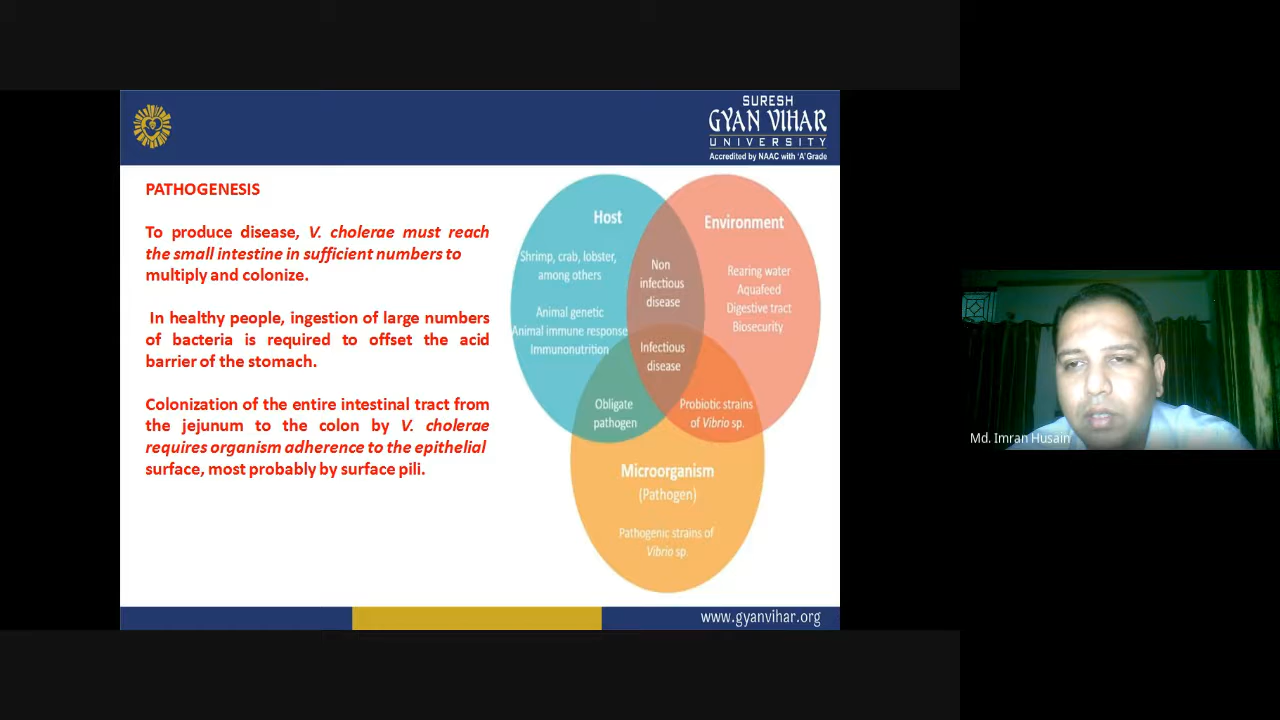 SURESH
GYAN VIHAR
UNIVERSITY
Accredited by NAAC with 'A' Grade
PATHOGENESIS
To produce disease, V. cholerae must reach
the small intestine in sufficient numbers to
multiply and colonize.
In healthy people, ingestion of large numbers
of bacteria is required to offset the acid
barrier of the stomach.
Colonization of the entire intestinal tract from
the jejunum to the colon by V. cholerae
requires organism adherence to the epithelial
surface, most probably by surface pili.
Host
Shrimp, crab, lobster,
among others
Animal genetic
Animal immune response
Immunonutrition
Non
infectious
disease
Environment
Rearing water
Aquafeed
Digestive tract
Biosecurity
Infectious
disease
Obligate
pathogen
Probiotic strains
of Vibrio sp.
Microorganism
(Pathogen)
Pathogenic strains of
Vibrio sp.
www.gyanvihar.org
Md. Imran Husain